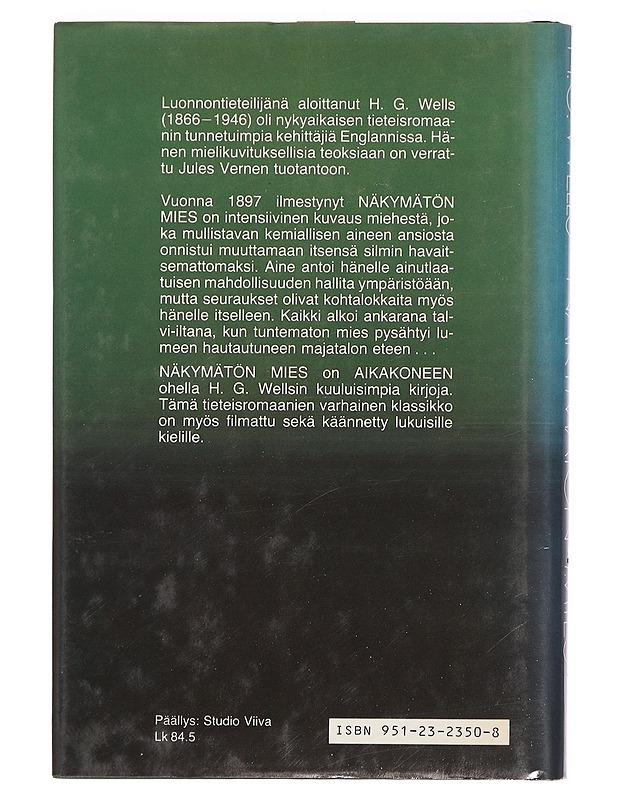 Luonnontieteilijänä aloittanut H. G. Wells
(1866–1946) oli nykyaikaisen tieteisromaa-
nin tunnetuimpia kehittäjiä Englannissa. Hä-
nen mielikuvituksellisia teoksiaan on verrat-
tu Jules Vernen tuotantoon.
Vuonna 1897 ilmestynyt NÄKYMÄTÖN
MIES on intensiivinen kuvaus miehestä, jo-
ka mullistavan kemiallisen aineen ansiosta
onnistui muuttamaan itsensä silmin havait-
semattomaksi. Aine antoi hänelle ainutlaa-
tuisen mahdollisuuden hallita ympäristöään,
mutta seuraukset olivat kohtalokkaita myös
hänelle itselleen. Kaikki alkoi ankarana tal-
vi-iltana, kun tuntematon mies pysähtyi lu-
meen hautautuneen majatalon eteen . . .
NÄKYMÄTÖN MIES on AIKAKONEEN
ohella H. G. Wellsin kuuluisimpia kirjoja.
Tämä tieteisromaanien varhainen klassikko
on myös filmattu sekä käännetty lukuisille
kielille.
Päällys: Studio Viiva
Lk 84.5
ISBN 951-23-2350-8
H. G. WELLS NÄKYMÄTÖN MIES